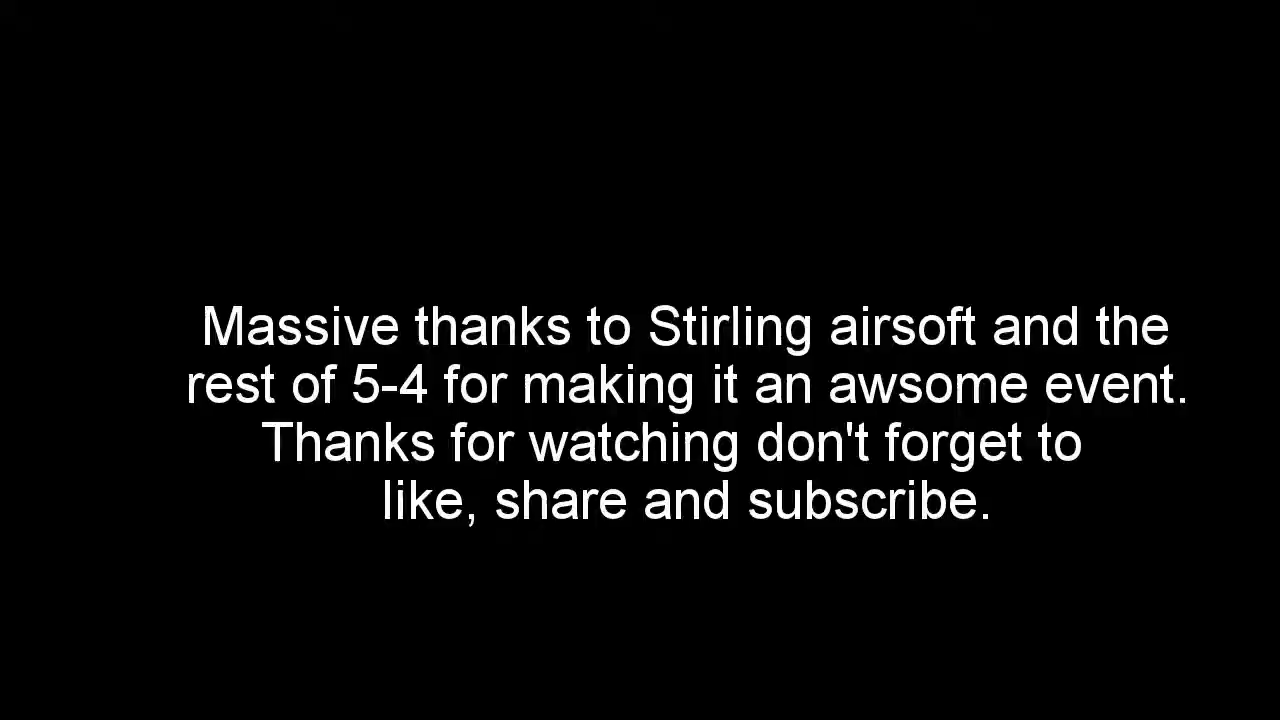 Massive thanks to Stirling airsoft and the
rest of 5-4 for making it an awsome event.
Thanks for watching don't forget to
like, share and subscribe.